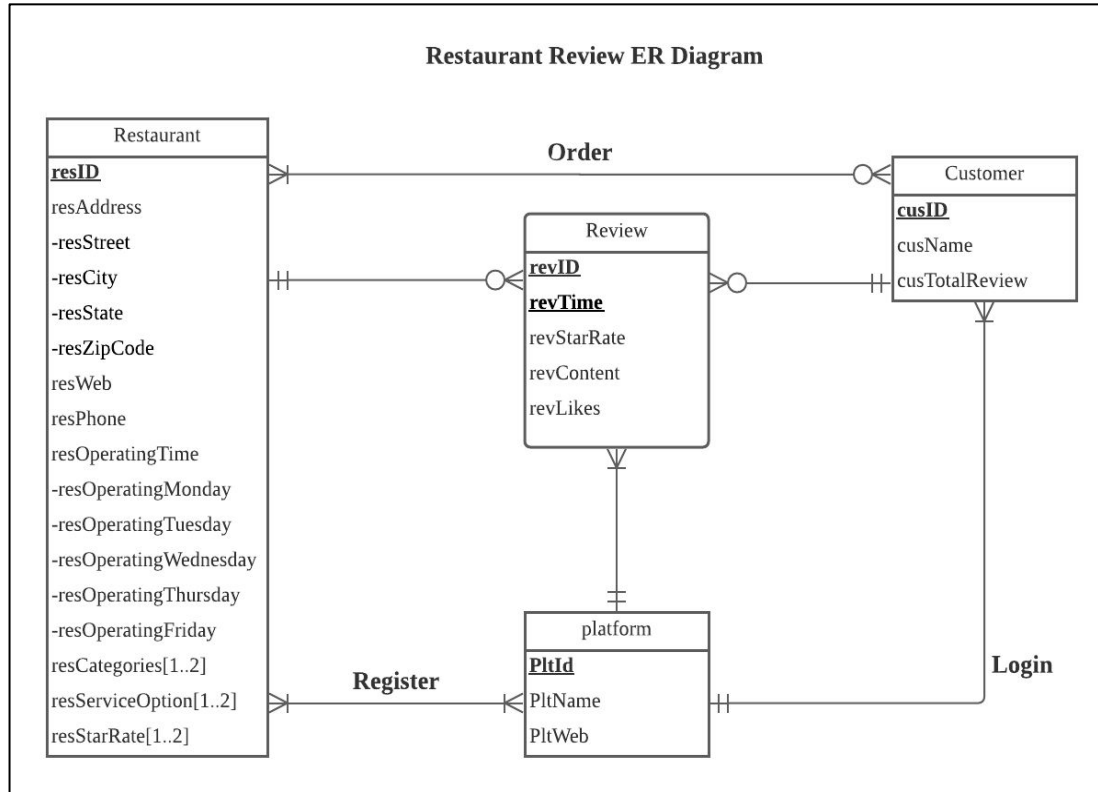 Restaurant Review ER Diagram
Restaurant
resID
resAddress
-resStreet
-resCity
-resState
-resZipCode
resWeb
resPhone
resOperatingTime
-resOperatingMonday
-resOperatingTuesday
-resOperatingWednesday
-resOperatingThursday
-resOperatingFriday
resCategories[1..2]
resServiceOption[1..2]
resStarRate[1..2]
Order
Review
revID
revTime
revStarRate
revContent
revLikes
Customer
cusID
cusName
cusTotalReview
Register
platform
PltId
PltName
PltWeb
Login